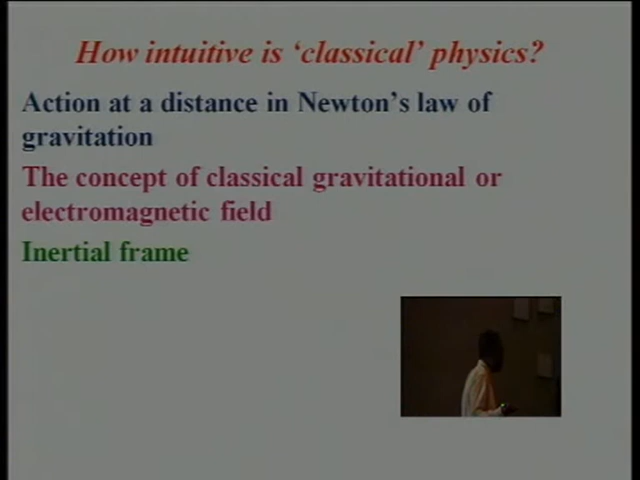 How intuitive is ‘classical’ physics?
Action at a distance in Newton’s law of
gravitation
The concept of classical gravitational or
electromagnetic field
Inertial frame